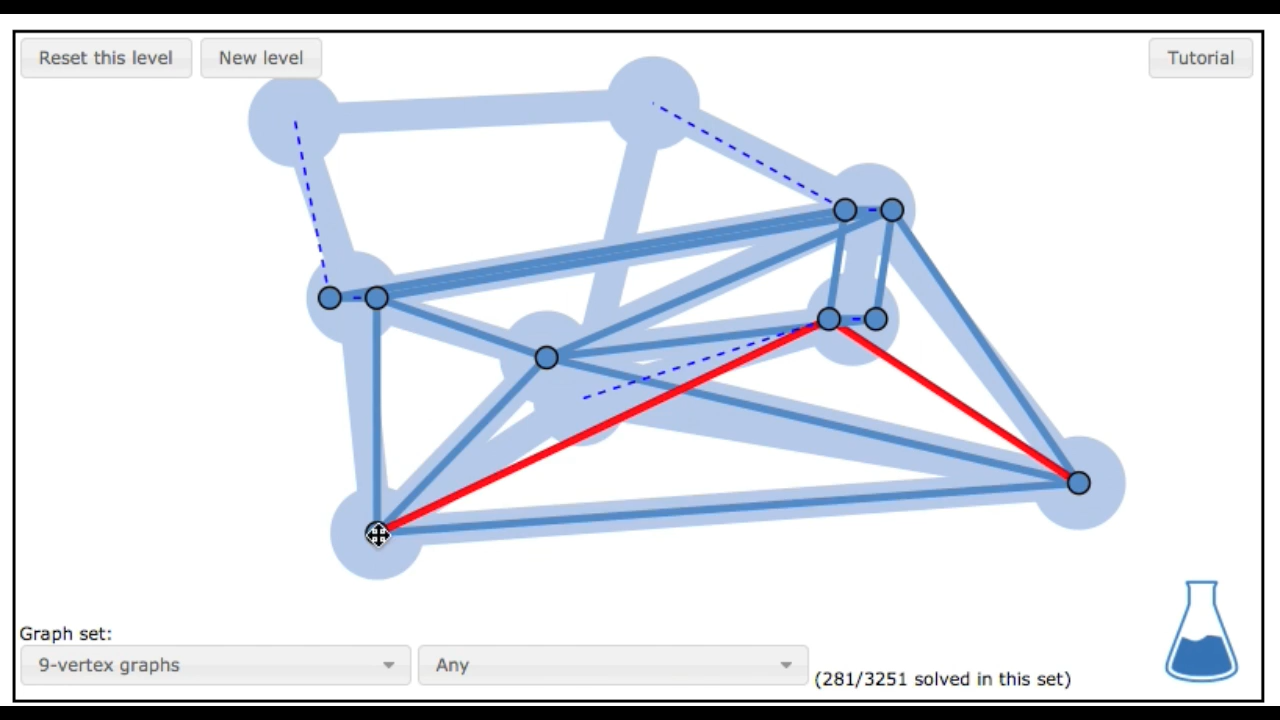 Reset this level
New level
Tutorial
Graph set:
9-vertex graphs
Any
(281/3251 solved in this set)